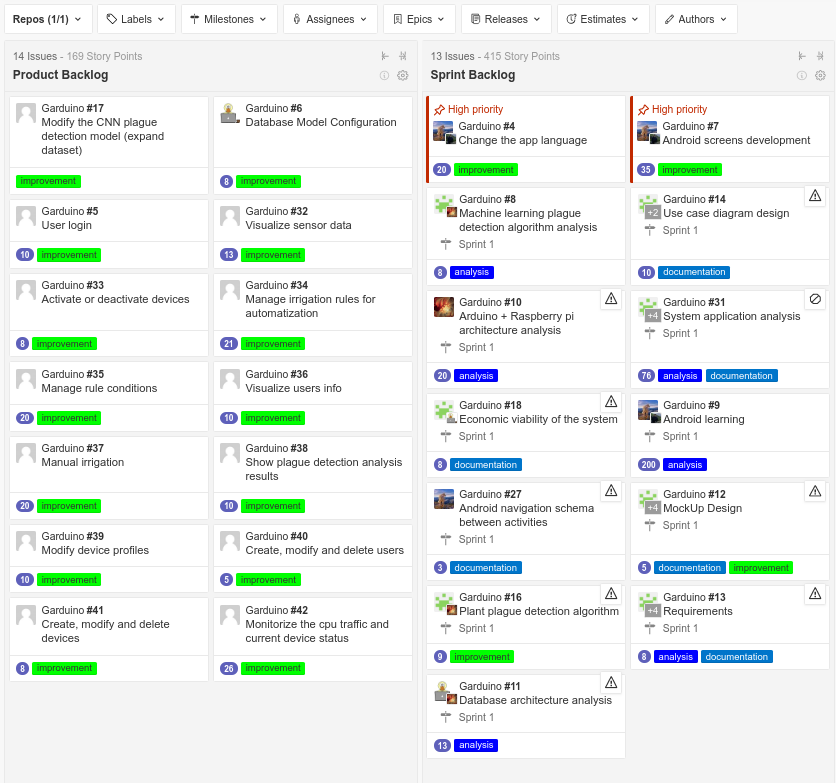 Repos (1/1)
Labels
Milestones
Assignees
Epics
Releases
Estimates
Authors
14 Issues - 169 Story Points
Product Backlog
Garduino #17
Modify the CNN plague
detection model (expand
dataset)
improvement
Garduino #6
Database Model Configuration
8 improvement
Garduino #5
User login
10 improvement
Garduino #32
Visualize sensor data
13 improvement
Garduino #33
Activate or deactivate devices
8 improvement
Garduino #34
Manage irrigation rules for
automatization
21 improvement
Garduino #35
Manage rule conditions
20 improvement
Garduino #36
Visualize users info
10 improvement
Garduino #37
Manual irrigation
20 improvement
Garduino #38
Show plague detection analysis
results
10 improvement
Garduino #39
Modify device profiles
10 improvement
Garduino #40
Create, modify and delete users
5 improvement
Garduino #41
Create, modify and delete
devices
8 improvement
Garduino #42
Monitorize the cpu traffic and
current device status
26 improvement
13 Issues - 415 Story Points
Sprint Backlog
High priority
Garduino #4
Change the app language
20 improvement
High priority
Garduino #7
Android screens development
35 improvement
Garduino #8
Machine learning plague
detection algorithm analysis
Sprint 1
8 analysis
Garduino #14
+2 Use case diagram design
Sprint 1
10 documentation
Garduino #10
Arduino + Raspberry pi
architecture analysis
Sprint 1
20 analysis
Garduino #31
+4 System application analysis
Sprint 1
76 analysis documentation
Garduino #18
Economic viability of the system
Sprint 1
8 documentation
Garduino #9
Android learning
Sprint 1
200 analysis
Garduino #27
Android navigation schema
between activities
Sprint 1
3 documentation
Garduino #12
+4 MockUp Design
Sprint 1
5 documentation improvement
Garduino #16
Plant plague detection algorithm
Sprint 1
9 improvement
Garduino #13
+4 Requirements
Sprint 1
8 analysis documentation
Garduino #11
Database architecture analysis
Sprint 1
13 analysis